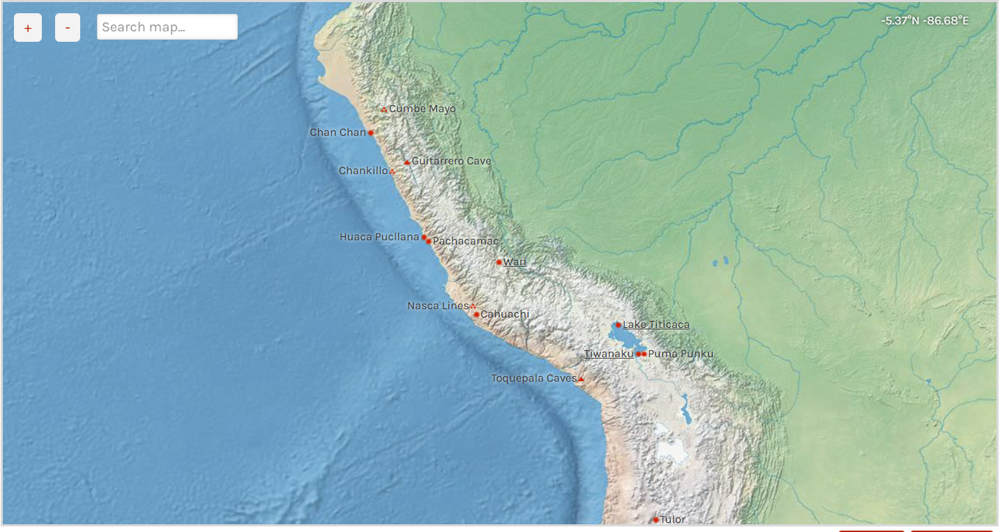 +
-
Search map...
-5.37°N -86.68°E
Cumbe Mayo
Chan Chan
Guitarrero Cave
Chankillo
Huaca Pucllana
Pachacamac
Wari
Nasca Lines
Cahuachi
Lake Titicaca
Tiwanaku
Puma Punku
Toquepala Caves
Tulor